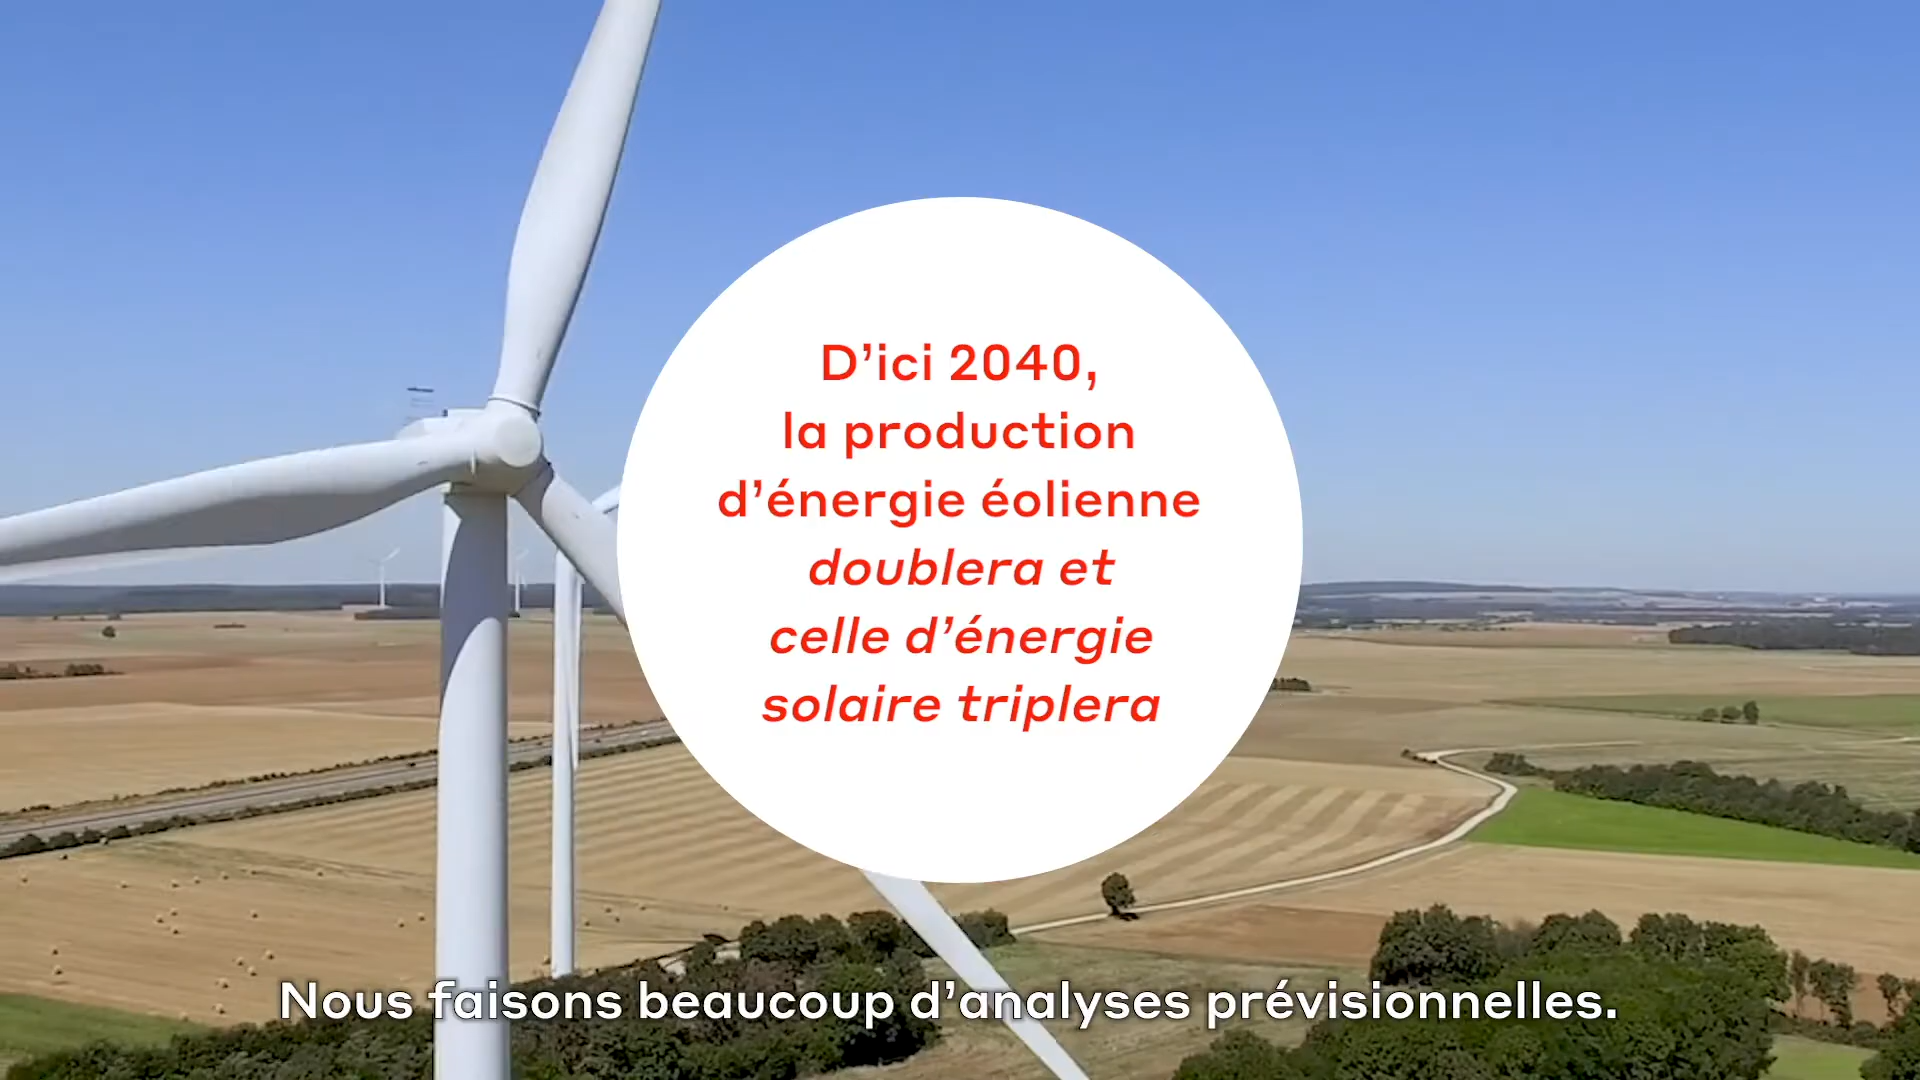 D’ici 2040,
la production
d’énergie éolienne
doublera et
celle d’énergie
solaire triplera
Nous faisons beaucoup d’analyses prévisionnelles.